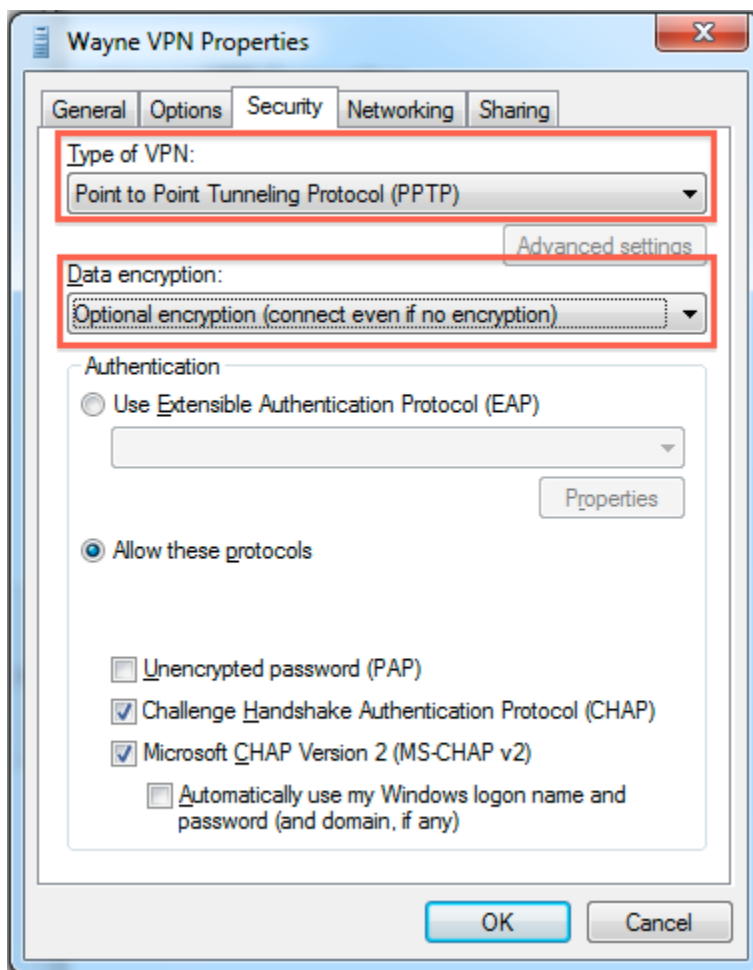 Wayne VPN Properties
General Options Security Networking Sharing
Type of VPN:
Point to Point Tunneling Protocol (PPTP)
Advanced settings
Data encryption:
Optional encryption (connect even if no encryption)
Authentication
Use Extensible Authentication Protocol (EAP)
Properties
Allow these protocols
Unencrypted password (PAP)
Challenge Handshake Authentication Protocol (CHAP)
Microsoft CHAP Version 2 (MS-CHAP v2)
Automatically use my Windows logon name and
password (and domain, if any)
OK Cancel